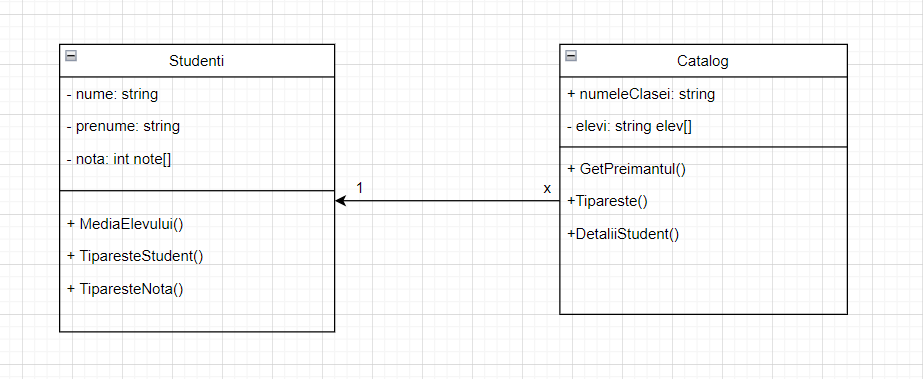 Studenti
- nume: string
- prenume: string
- nota: int note[]
+ MediaElevului()
+ TiparesteStudent()
+ TiparesteNota()
1
x
Catalog
+ numeleClasei: string
- elevi: string elev[]
+ GetPreimantul()
+Tipareste()
+DetaliiStudent()